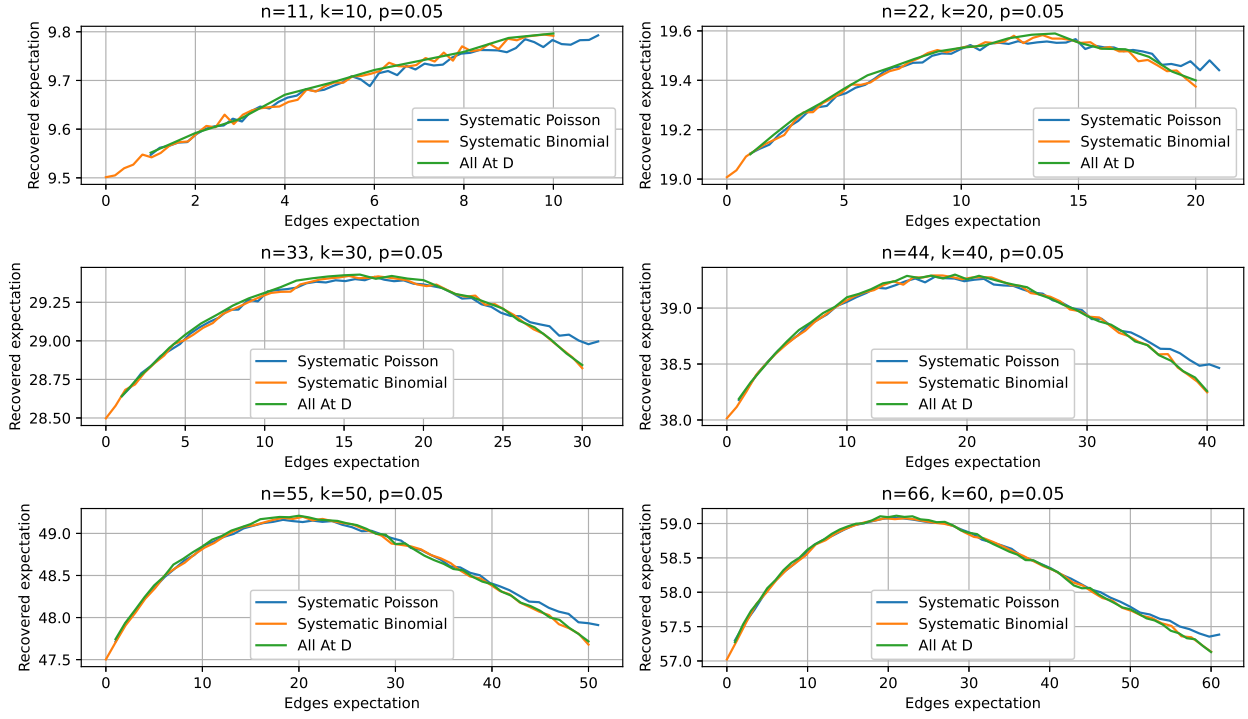 n=11, k=10, p=0.05
Recovered expectation
9.8
9.7
9.6
9.5
Systematic Poisson
Systematic Binomial
All At D
0 2 4 6 8 10
Edges expectation
n=22, k=20, p=0.05
Recovered expectation
19.6
19.4
19.2
19.0
Systematic Poisson
Systematic Binomial
All At D
0 5 10 15 20
Edges expectation
n=33, k=30, p=0.05
Recovered expectation
29.25
29.00
28.75
28.50
Systematic Poisson
Systematic Binomial
All At D
0 5 10 15 20 25 30
Edges expectation
n=44, k=40, p=0.05
Recovered expectation
39.0
38.5
38.0
Systematic Poisson
Systematic Binomial
All At D
0 10 20 30 40
Edges expectation
n=55, k=50, p=0.05
Recovered expectation
49.0
48.5
48.0
47.5
Systematic Poisson
Systematic Binomial
All At D
0 10 20 30 40 50
Edges expectation
n=66, k=60, p=0.05
Recovered expectation
59.0
58.5
58.0
57.5
57.0
Systematic Poisson
Systematic Binomial
All At D
0 10 20 30 40 50 60
Edges expectation